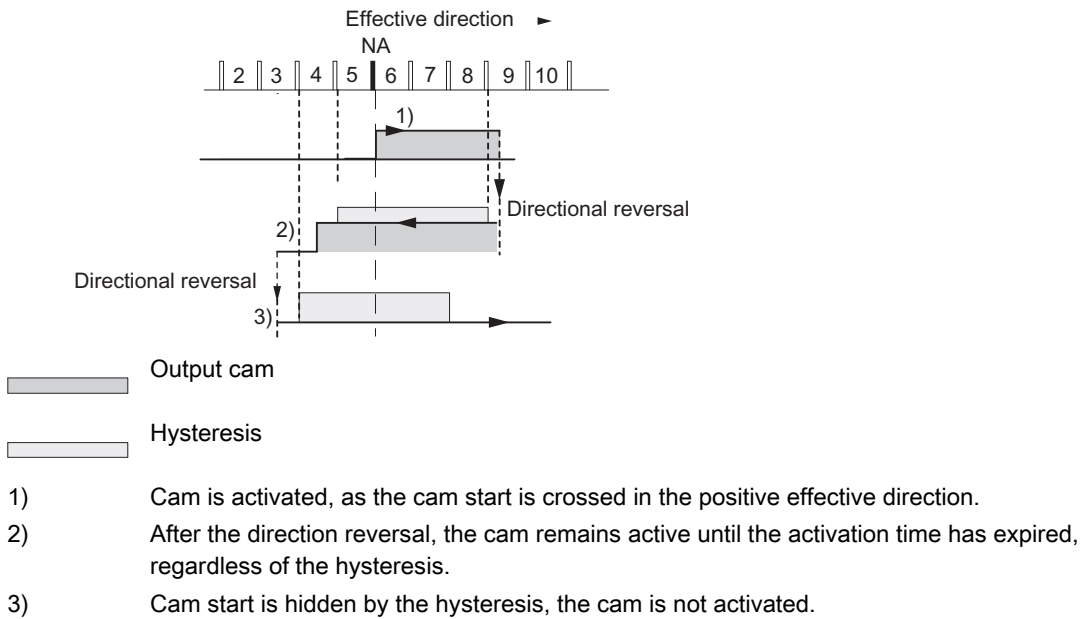 Effective direction
NA
2 3 4 5 6 7 8 9 10
1)
Directional reversal
2)
Directional reversal
3)
Output cam
Hysteresis
1) Cam is activated, as the cam start is crossed in the positive effective direction.
2) After the direction reversal, the cam remains active until the activation time has expired,
regardless of the hysteresis.
3) Cam start is hidden by the hysteresis, the cam is not activated.